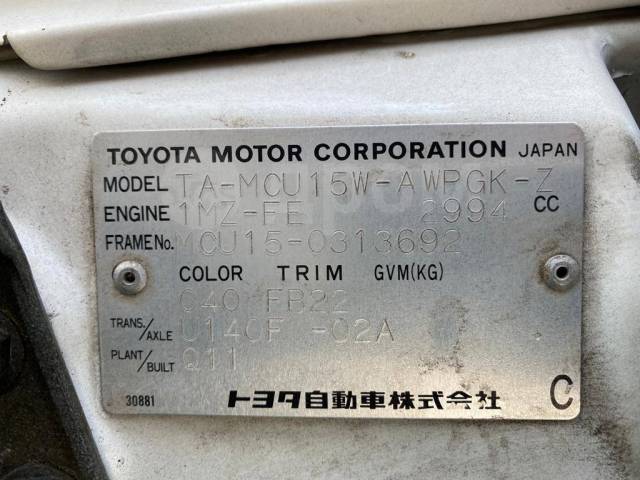 TOYOTA MOTOR CORPORATION JAPAN
MODEL TA-MCU15W-AWPGK-Z
ENGINE 1MZ-FE 2994 CC
FRAME No. MCU15-0313692
COLOR TRIM GVM(KG)
040 FB22
TRANS./AXLE U140F -02A
PLANT/BUILT Q11
30881 トヨタ自動車株式会社 C